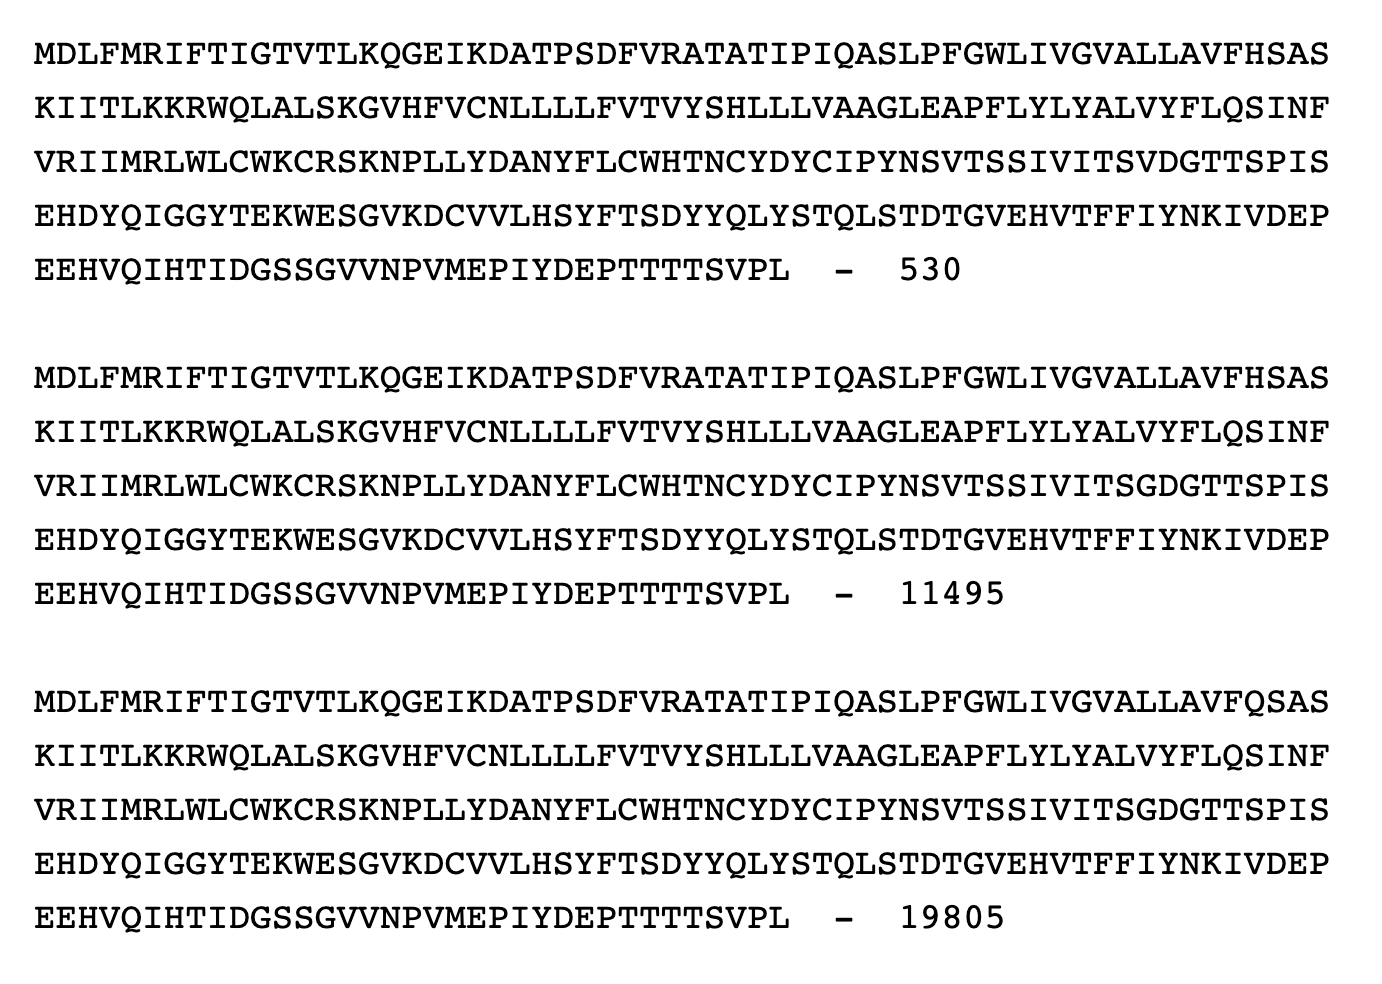 MDLFMRIFTIGTVTLKQGEIKDATPSDFVRATATIPIQASLPFGWLIVGVALLAVFHSAS
KIITLKKRWQLALSKGVHFVCNLLLLFVTVYSHLLLVAAGLEAPFLYLYALVYFLQSINF
VRIIMRLWLCWKCRSKNPLLYDANYFLCWHTNCYDYCIPYNSVTSSIVITSVDGTTSPIS
EHDYQIGGYTEKWESGVKDCVVLHSYFTSDYYQLYSTQLSTDTGVEHVTFFIYNKIVDEP
EEHVQIHTIDGSSGVVNPVMEPIYDEPTTTTSVPL – 530
MDLFMRIFTIGTVTLKQGEIKDATPSDFVRATATIPIQASLPFGWLIVGVALLAVFHSAS
KIITLKKRWQLALSKGVHFVCNLLLLFVTVYSHLLLVAAGLEAPFLYLYALVYFLQSINF
VRIIMRLWLCWKCRSKNPLLYDANYFLCWHTNCYDYCIPYNSVTSSIVITSGDGTTSPIS
EHDYQIGGYTEKWESGVKDCVVLHSYFTSDYYQLYSTQLSTDTGVEHVTFFIYNKIVDEP
EEHVQIHTIDGSSGVVNPVMEPIYDEPTTTTSVPL – 11495
MDLFMRIFTIGTVTLKQGEIKDATPSDFVRATATIPIQASLPFGWLIVGVALLAVFQSAS
KIITLKKRWQLALSKGVHFVCNLLLLFVTVYSHLLLVAAGLEAPFLYLYALVYFLQSINF
VRIIMRLWLCWKCRSKNPLLYDANYFLCWHTNCYDYCIPYNSVTSSIVITSGDGTTSPIS
EHDYQIGGYTEKWESGVKDCVVLHSYFTSDYYQLYSTQLSTDTGVEHVTFFIYNKIVDEP
EEHVQIHTIDGSSGVVNPVMEPIYDEPTTTTSVPL – 19805